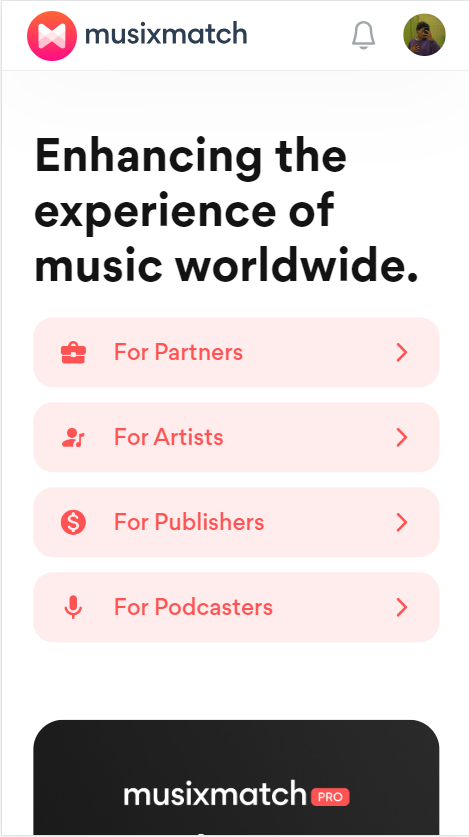 musixmatch
Enhancing the
experience of
music worldwide.
For Partners
For Artists
For Publishers
For Podcasters
musixmatch PRO